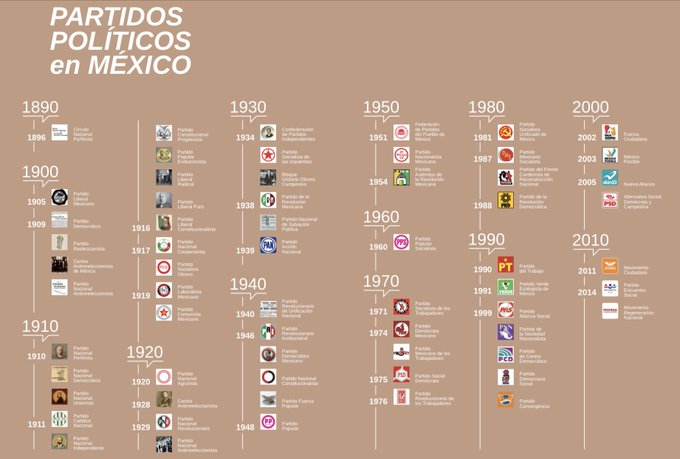 PARTIDOS
POLÍTICOS
en MÉXICO
1890
1896
Círculo
Nacional
Porfirista
1900
1905
Partido
Liberal
Mexicano
1909
Partido
Democrático
Partido
Reeleccionista
Centro
Antirreeleccionista
de México
Partido
Nacional
Antirreeleccionista
1910
1910
Partido
Nacional
Porfirista
Partido
Nacional
Democrático
Partido
Nacional
Unionista
1911
Partido
Católico
Nacional
Partido
Nacional
Independiente
Partido
Constitucional
Progresista
Partido
Popular
Evolucionista
Partido
Liberal
Radical
Partido
Liberal Puro
1916
Partido
Liberal
Constitucionalista
1917
Partido
Nacional
Cooperatista
Partido
Socialista
Obrero
1919
Partido
Laborista
Mexicano
Partido
Comunista
Mexicano
1920
1920
Partido
Nacional
Agrarista
1928
Centro
Antirreeleccionista
1929
Partido
Nacional
Revolucionario
Partido
Nacional
Antirreeleccionista
1930
1934
Confederación
de Partidos
Independientes
Partido
Socialista de
las Izquierdas
Bloque
Unitario Obrero
Campesino
1938
Partido de la
Revolución
Mexicana
Partido Nacional
de Salvación
Pública
1939
Partido
Acción
Nacional
1940
1940
Partido
Revolucionario
de Unificación
Nacional
1946
Partido
Revolucionario
Institucional
Partido
Democrático
Mexicano
Partido Nacional
Constitucionalista
Partido Fuerza
Popular
1948
Partido
Popular
1950
1951
Federación
de Partidos
del Pueblo de
México
Partido
Nacionalista
Mexicano
1954
Partido
Auténtico de
la Revolución
Mexicana
1960
1960
Partido
Popular
Socialista
1970
1971
Partido
Socialista de los
Trabajadores
1974
Partido
Demócrata
Mexicano
Partido
Mexicano de los
Trabajadores
1975
Partido Social
Demócrata
1976
Partido
Revolucionario de
los Trabajadores
1980
1981
Partido
Socialista
Unificado de
México
1987
Partido
Mexicano
Socialista
Partido del Frente
Cardenista de
Reconstrucción
Nacional
1988
Partido de la
Revolución
Democrática
1990
1990
Partido
del Trabajo
1991
Partido Verde
Ecologista de
México
1999
Partido
Alianza Social
Partido
de la Sociedad
Nacionalista
Partido
de Centro
Democrático
Partido
Democracia
Social
Partido
Convergencia
2000
2002
Fuerza
Ciudadana
2003
México
Posible
2005
Nueva Alianza
Alternativa Social
Demócrata y
Campesina
2010
2011
Movimiento
Ciudadano
2014
Partido
Encuentro
Social
Movimiento
Regeneración
Nacional